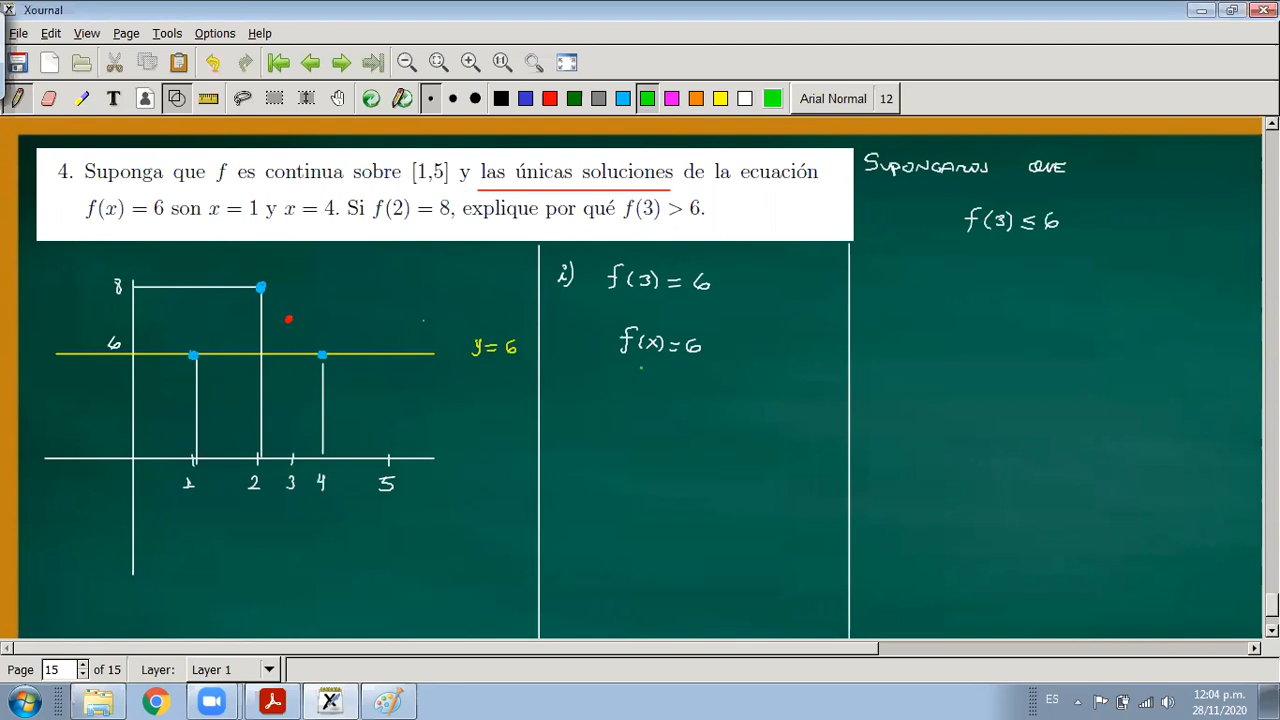 Xournal
File Edit View Page Tools Options Help
Arial Normal 12
4. Suponga que f es continua sobre [1,5] y las únicas soluciones de la ecuación
f(x) = 6 son x = 1 y x = 4. Si f(2) = 8, explique por qué f(3) > 6.
SUPONGAMOS QUE
f(3) ≤ 6
i) f(3) = 6
f(x) = 6
8
6
y = 6
1 2 3 4 5
Page 15 of 15 Layer: Layer 1
ES
12:04 p.m.
28/11/2020